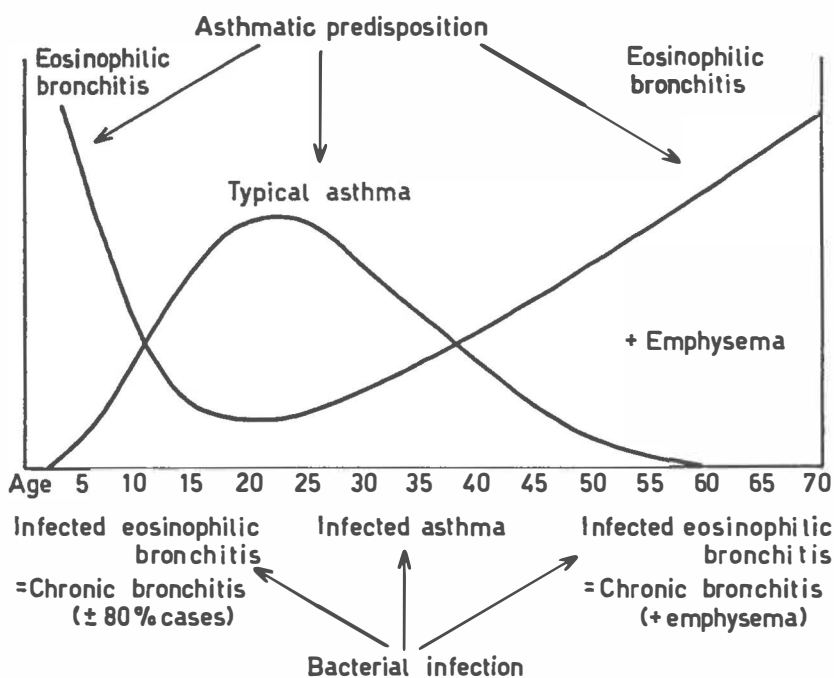 Asthmatic predisposition
Eosinophilic
bronchitis
Eosinophilic
bronchitis
Typical asthma
+ Emphysema
Age 5 10 15 20 25 30 35 40 45 50 55 60 65 70
Infected eosinophilic
bronchitis
=Chronic bronchitis
(± 80% cases)
Infected asthma
Infected eosinophilic
bronchitis
=Chronic bronchitis
(+emphysema)
Bacterial infection